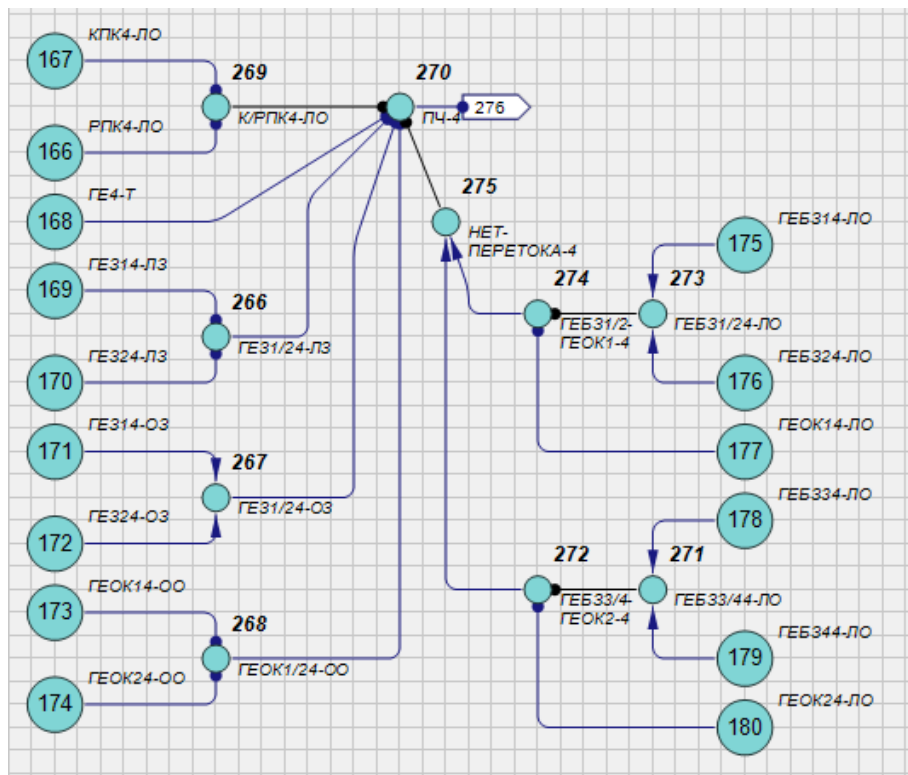 КПК4-ЛО
167
269
270
К/РПК4-ЛО
ПЧ-4
276
РПК4-ЛО
166
ГЕ4-Т
168
275
НЕТ-
ПЕРЕТОКА-4
ГЕБ314-ЛО
175
ГЕ314-ЛЗ
169
266
ГЕ31/24-ЛЗ
274
273
ГЕБ31/2-
ГЕОК1-4
ГЕБ31/24-ЛО
ГЕ324-ЛЗ
170
ГЕБ324-ЛО
176
ГЕ314-ОЗ
171
267
ГЕ31/24-ОЗ
ГЕОК14-ЛО
177
ГЕ324-ОЗ
172
ГЕБ334-ЛО
178
272
271
ГЕБ33/4-
ГЕОК2-4
ГЕБ33/44-ЛО
ГЕОК14-ОО
173
268
ГЕОК1/24-ОО
ГЕБ344-ЛО
179
ГЕОК24-ОО
174
ГЕОК24-ЛО
180